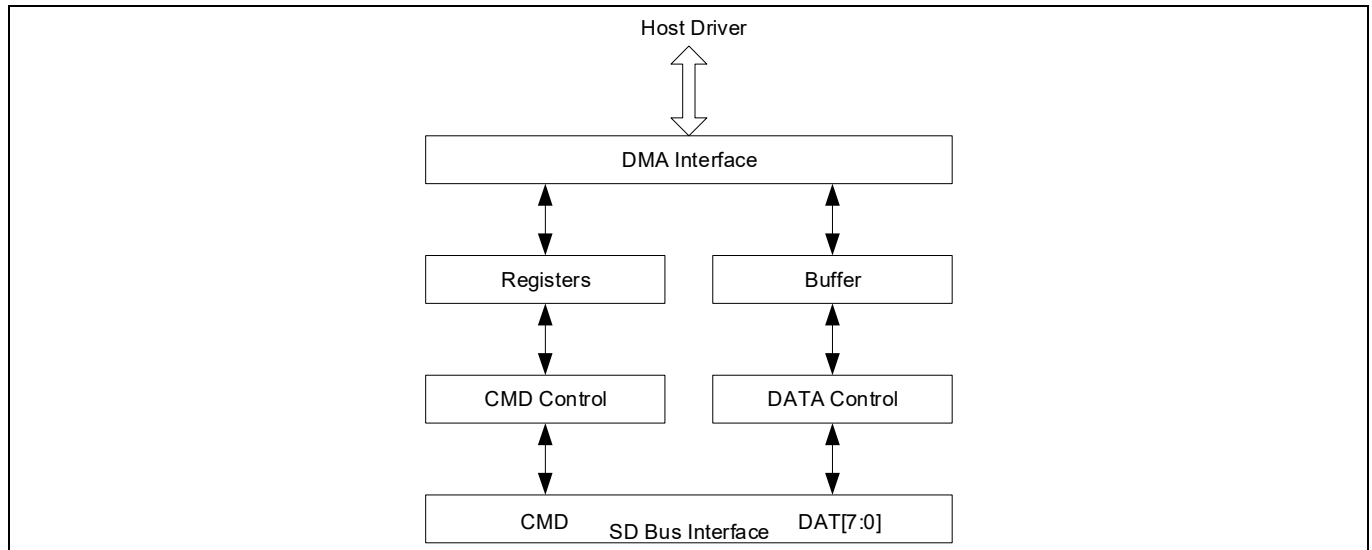 Host Driver
DMA Interface
Registers
Buffer
CMD Control
DATA Control
CMD
DAT[7:0]
SD Bus Interface